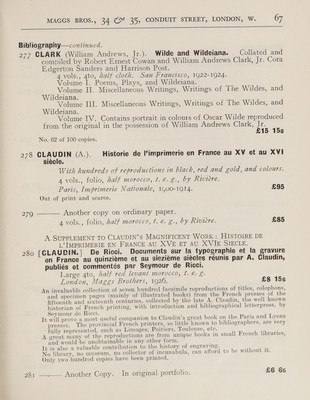 MAGGS BROS., 34 & 35, CONDUIT STREET, LONDON, W. 67
Bibliography—continued.
277 CLARK (William Andrews, Jr.). Wilde and Wildeiana. Collated and
compiled by Robert Ernest Cowan and William Andrews Clark, Jr. Cora
Edgerton Sanders and Harrison Post.
4 vols., 4to, half cloth. San Francisco, 1922-1924.
Volume I. Poems, Plays, and Wildeiana.
Volume II. Miscellaneous Writings, Writings of The Wildes, and
Wildeiana.
Volume III. Miscellaneous Writings, Writings of The Wildes, and
Wildeiana.
Volume IV. Contains portrait in colours of Oscar Wilde reproduced
from the original in the possession of William Andrews Clark, Jr.
£15 15s
No. 62 of 100 copies.
278 CLAUDIN (A.). Histoire de l'imprimerie en France au XV et au XVI
siècle.
With hundreds of reproductions in black, red and gold, and colours.
4 vols., folio, half morocco, t. e. g., by Rivière.
Paris, Imprimerie Nationale, 1900-1914. £95
Out of print and scarce.
279 —— Another copy on ordinary paper.
4 vols., folio, half morocco, t. e. g., by Rivière. £85
A SUPPLEMENT TO CLAUDIN'S MAGNIFICENT WORK: HISTOIRE DE
L'IMPRIMERIE EN FRANCE AU XVE ET AU XVIE SIECLE.
280 [CLAUDIN.] De Ricci. Documents sur la typographie et la gravure
en France au quinzième et au sixzième siècles réunis par A. Claudin,
publiés et commentés par Seymour de Ricci.
Large 4to, half red levant morocco, t. e. g.
London, Maggs Brothers, 1926. £8 15s
An invaluable collection of seven hundred facsimile reproductions of titles, colophons,
and specimen pages (mainly of illustrated books) from the French presses of the
fifteenth and sixteenth centuries, collected by the late A. Claudin, the well known
historian of French printing, with introduction and bibliographical letterpress, by
Seymour de Ricci.
It will prove a most useful companion to Claudin's great book on the Paris and Lyons
presses. The provincial French printers, so little known to bibliographers, are very
fully represented, such as Limoges, Poitiers, Toulouse, etc.
A great many of the reproductions are from unique books in small French libraries,
and would be unobtainable in any other form.
It is also a valuable contribution to the history of engraving.
No library, no museum, no collector of incunabula, can afford to be without it.
Only two hundred copies have been printed.
281 —— Another Copy. In original portfolio. £6 6s